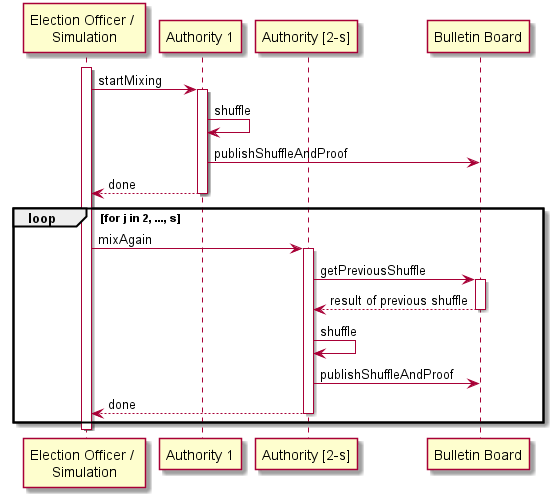 Election Officer /
Simulation
Authority 1
Authority [2-s]
Bulletin Board
startMixing
shuffle
publishShuffleAndProof
done
loop
[for j in 2, ..., s]
mixAgain
getPreviousShuffle
result of previous shuffle
shuffle
publishShuffleAndProof
done
Election Officer /
Simulation
Authority 1
Authority [2-s]
Bulletin Board